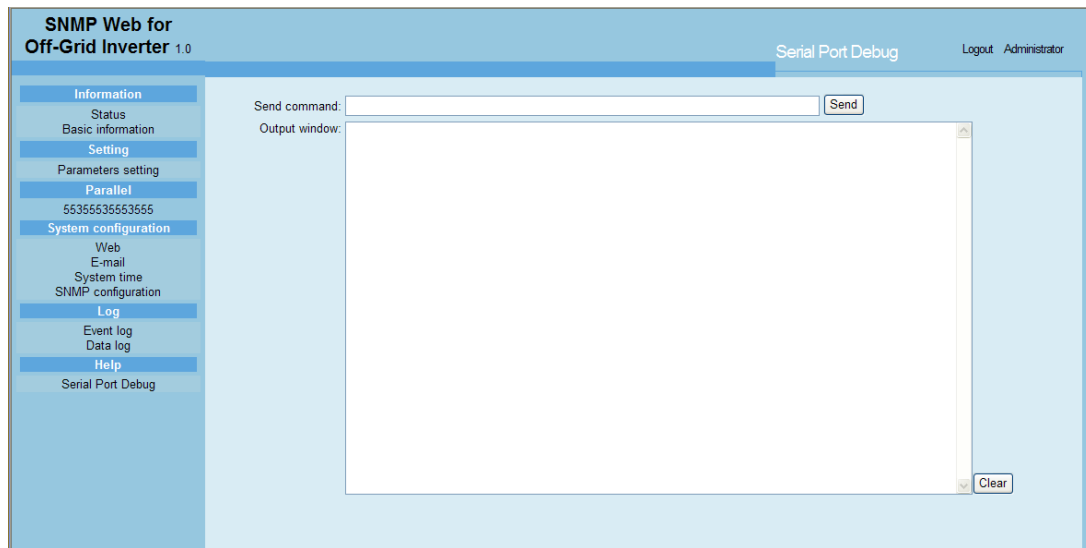 SNMP Web for
Off-Grid Inverter 1.0
Serial Port Debug
Logout Administrator
Information
Status
Basic information
Setting
Parameters setting
Parallel
55355535553555
System configuration
Web
E-mail
System time
SNMP configuration
Log
Event log
Data log
Help
Serial Port Debug
Send command:
Send
Output window:
Clear